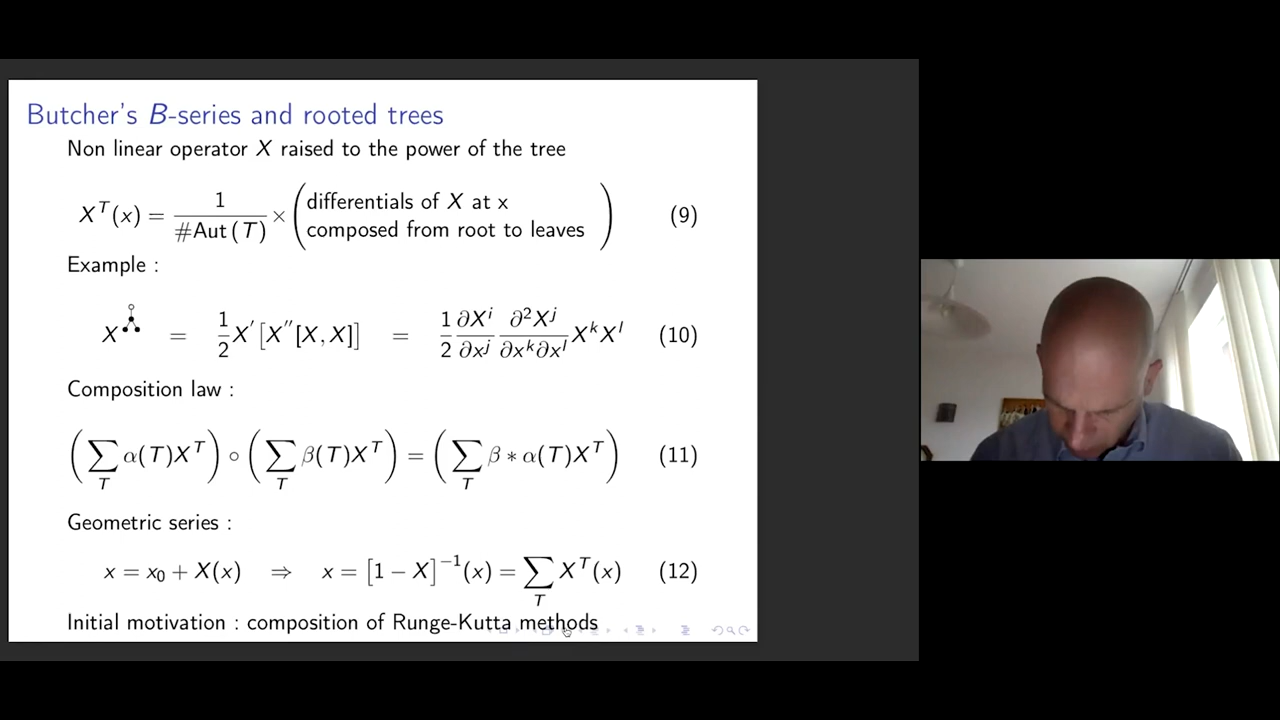 Butcher's B-series and rooted trees
Non linear operator X raised to the power of the tree
X^T(x) = 1/#Aut(T) × (differentials of X at x composed from root to leaves) (9)
Example :
X = 1/2 X′[X″[X, X]] = 1/2 ∂X^i/∂x^j ∂²X^j/∂x^k∂x^l X^k X^l (10)
Composition law :
(∑_T α(T)X^T) ∘ (∑_T β(T)X^T) = (∑_T β ∗ α(T)X^T) (11)
Geometric series :
x = x₀ + X(x) ⇒ x = [1 − X]^−1(x) = ∑_T X^T(x) (12)
Initial motivation : composition of Runge-Kutta methods